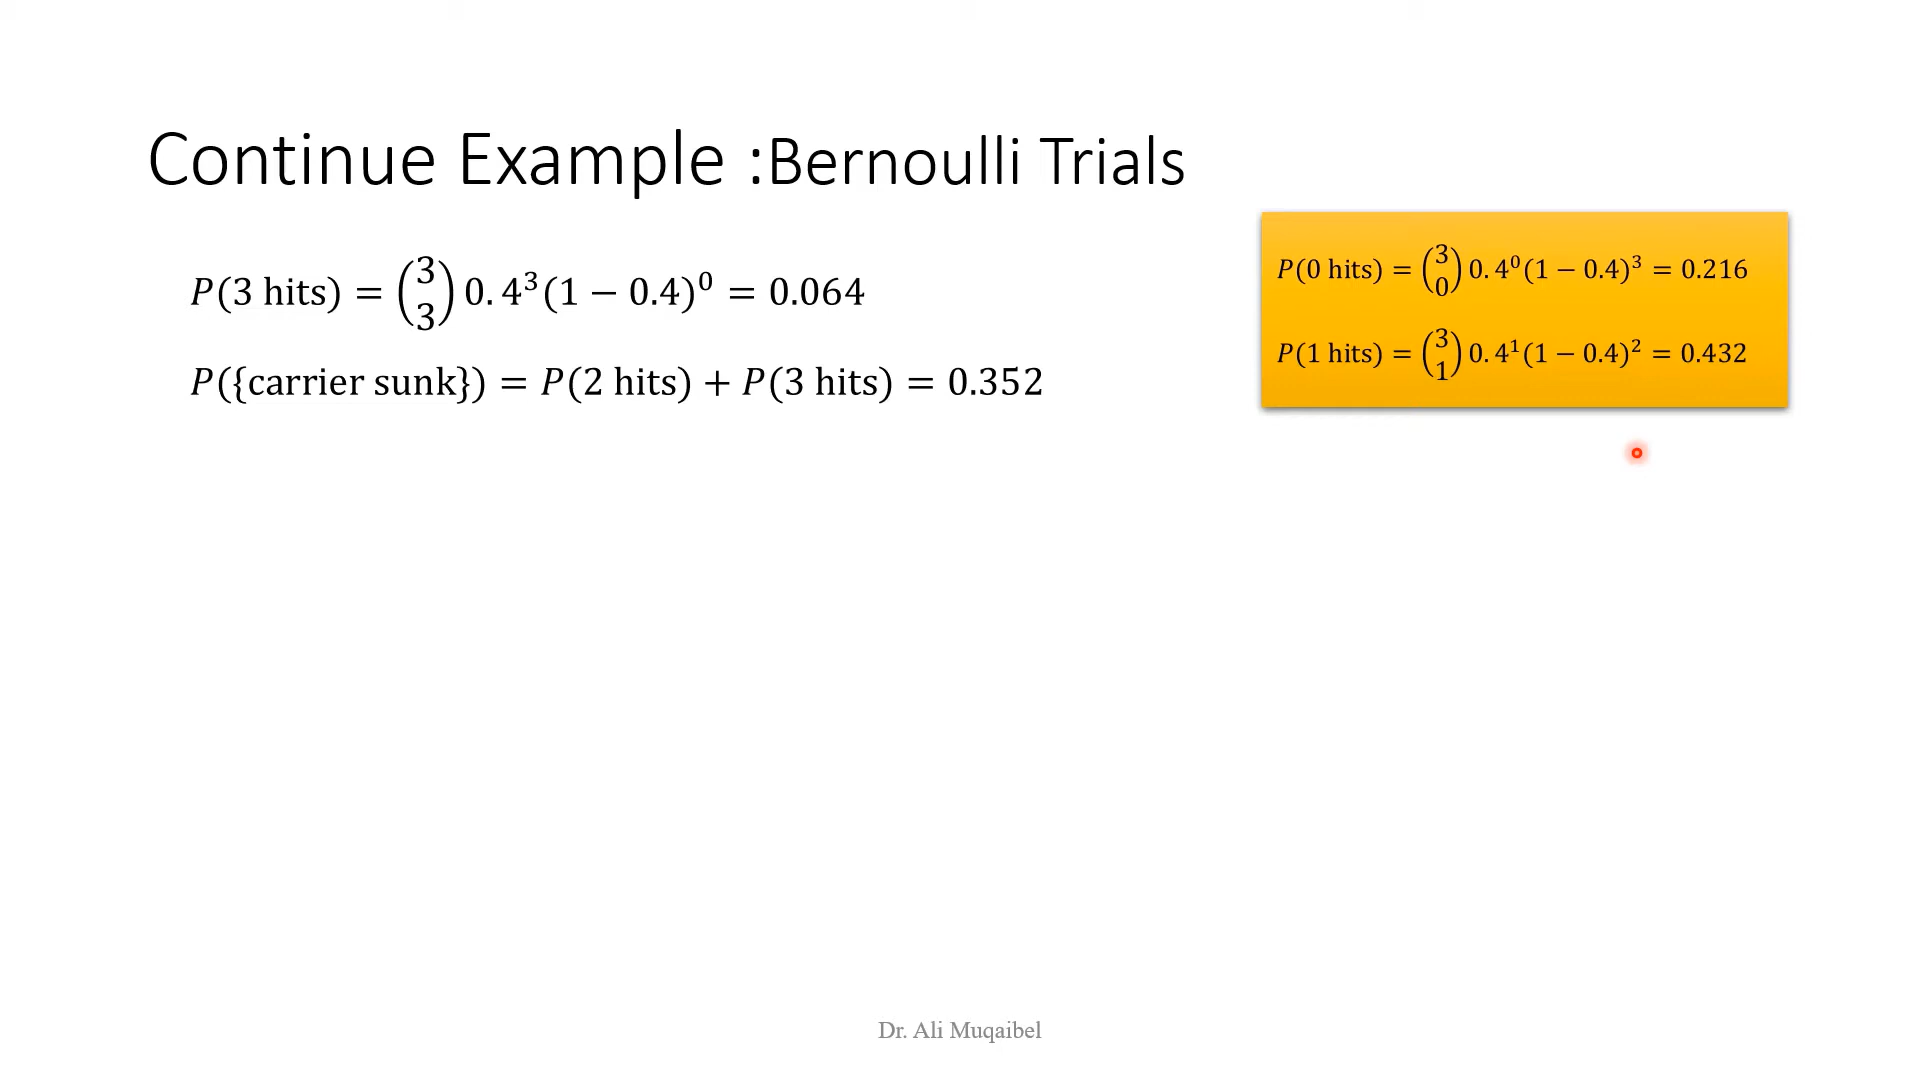 Continue Example :Bernoulli Trials
𝑃(3 hits) = (3 3) 0. 4³(1 − 0.4)⁰ = 0.064
𝑃({carrier sunk}) = 𝑃(2 hits) + 𝑃(3 hits) = 0.352
𝑃(0 hits) = (3 0) 0. 4⁰(1 − 0.4)³ = 0.216
𝑃(1 hits) = (3 1) 0. 4¹(1 − 0.4)² = 0.432
Dr. Ali Muqaibel